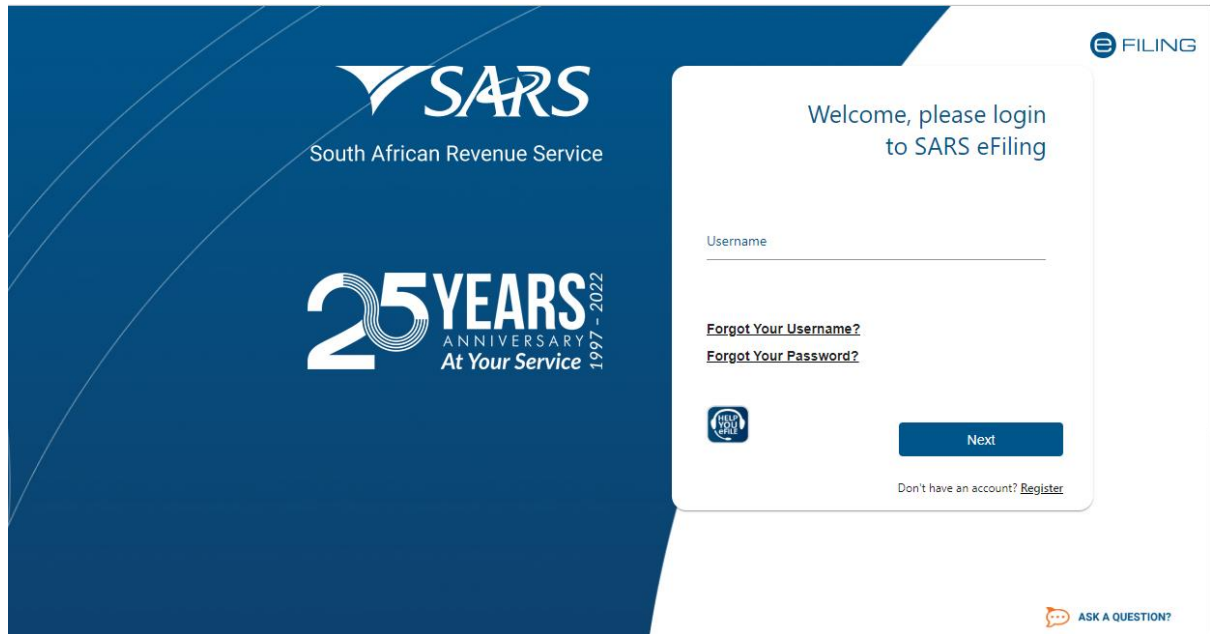 e FILING
SARS
South African Revenue Service
Welcome, please login
to SARS eFiling
Username
25 YEARS
ANNIVERSARY
At Your Service
1997 - 2022
Forgot Your Username?
Forgot Your Password?
HELP
YOU
eFILE
Next
Don't have an account? Register
ASK A QUESTION?